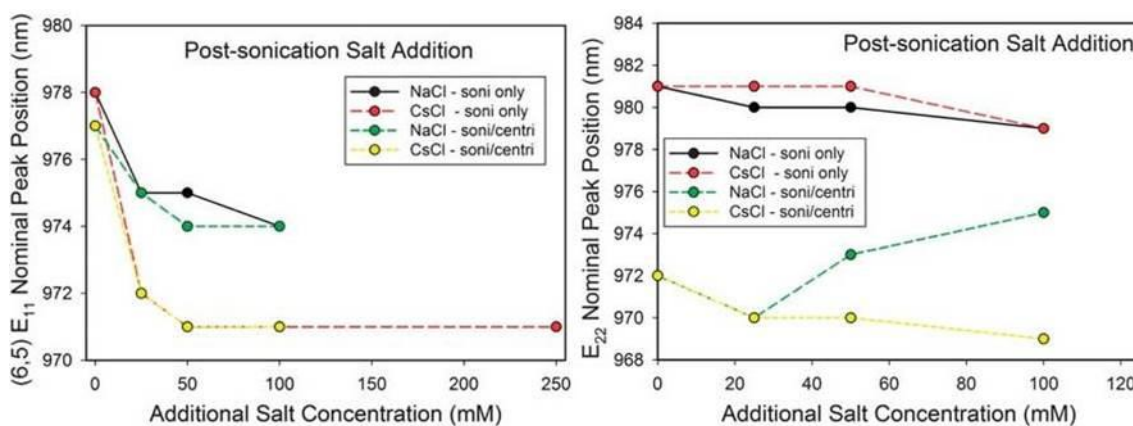 980
978
976
974
972
970
(6,5) E₁₁ Nominal Peak Position (nm)
Post-sonication Salt Addition
NaCl - soni only
CsCl - soni only
NaCl - soni/centri
CsCl - soni/centri
0
50
100
150
200
250
Additional Salt Concentration (mM)
984
982
980
978
976
975
972
970
968
E₂₂ Nominal Peak Position (nm)
Post-sonication Salt Addition
NaCl - soni only
CsCl - soni only
NaCl - soni/centri
CsCl - soni/centri
0
20
40
60
80
100
120
Additional Salt Concentration (mM)